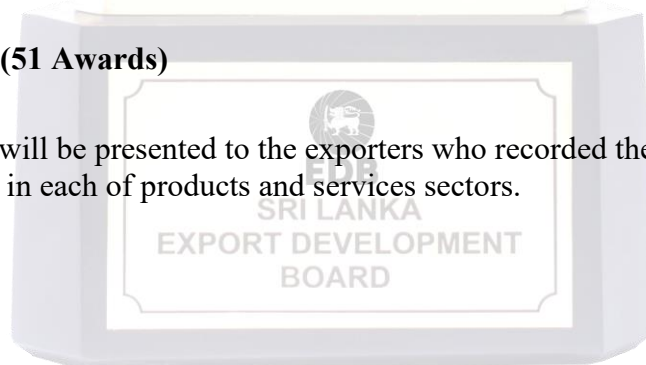 (51 Awards)
will be presented to the exporters who recorded the
in each of products and services sectors.
EDB
SRI LANKA
EXPORT DEVELOPMENT
BOARD